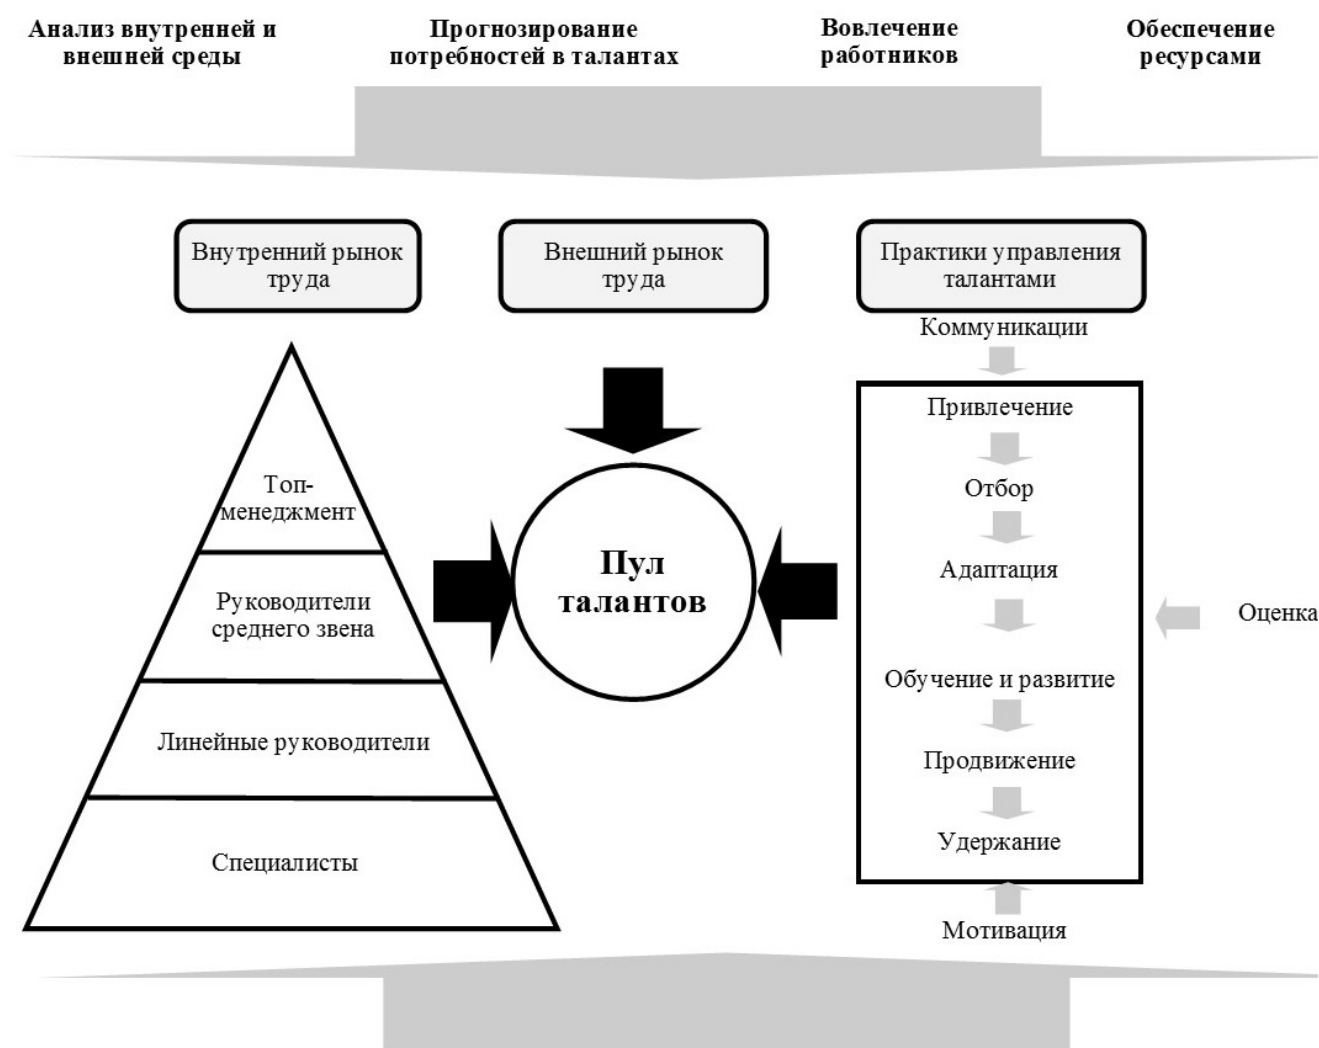 Анализ внутренней и
внешней среды
Прогнозирование
потребностей в талантах
Вовлечение
работников
Обеспечение
ресурсами
Внутренний рынок
труда
Внешний рынок
труда
Практики управления
талантами
Топ-
менеджмент
Руководители
среднего звена
Линейные руководители
Специалисты
Пул
талантов
Коммуникации
Привлечение
Отбор
Адаптация
Обучение и развитие
Продвижение
Удержание
Мотивация
Оценка